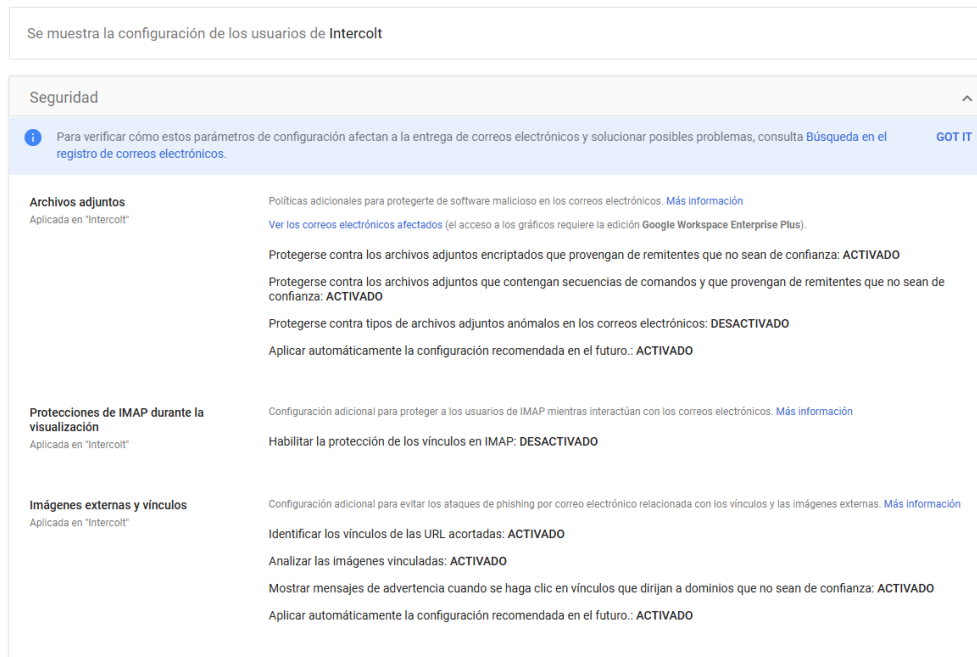 Se muestra la configuración de los usuarios de Intercolt
Seguridad
Para verificar cómo estos parámetros de configuración afectan a la entrega de correos electrónicos y solucionar posibles problemas, consulta Búsqueda en el
registro de correos electrónicos.
GOT IT
Archivos adjuntos
Aplicada en "Intercolt"
Políticas adicionales para protegerte de software malicioso en los correos electrónicos. Más información
Ver los correos electrónicos afectados (el acceso a los gráficos requiere la edición Google Workspace Enterprise Plus).
Protegerse contra los archivos adjuntos encriptados que provengan de remitentes que no sean de confianza: ACTIVADO
Protegerse contra los archivos adjuntos que contengan secuencias de comandos y que provengan de remitentes que no sean de
confianza: ACTIVADO
Protegerse contra tipos de archivos adjuntos anómalos en los correos electrónicos: DESACTIVADO
Aplicar automáticamente la configuración recomendada en el futuro.: ACTIVADO
Protecciones de IMAP durante la
visualización
Aplicada en "Intercolt"
Configuración adicional para proteger a los usuarios de IMAP mientras interactúan con los correos electrónicos. Más información
Habilitar la protección de los vínculos en IMAP: DESACTIVADO
Imágenes externas y vínculos
Aplicada en "Intercolt"
Configuración adicional para evitar los ataques de phishing por correo electrónico relacionada con los vínculos y las imágenes externas. Más información
Identificar los vínculos de las URL acortadas: ACTIVADO
Analizar las imágenes vinculadas: ACTIVADO
Mostrar mensajes de advertencia cuando se haga clic en vínculos que dirijan a dominios que no sean de confianza: ACTIVADO
Aplicar automáticamente la configuración recomendada en el futuro.: ACTIVADO